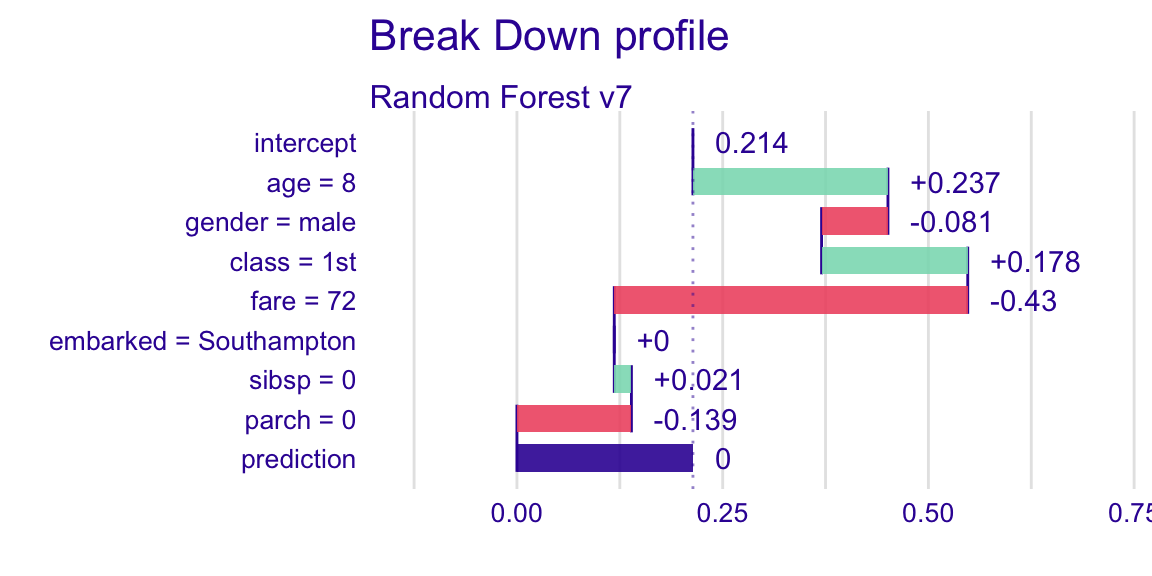 Break Down profile
Random Forest v7
intercept 0.214
age = 8 +0.237
gender = male -0.081
class = 1st +0.178
fare = 72 -0.43
embarked = Southampton +0
sibsp = 0 +0.021
parch = 0 -0.139
prediction 0
0.00 0.25 0.50 0.75